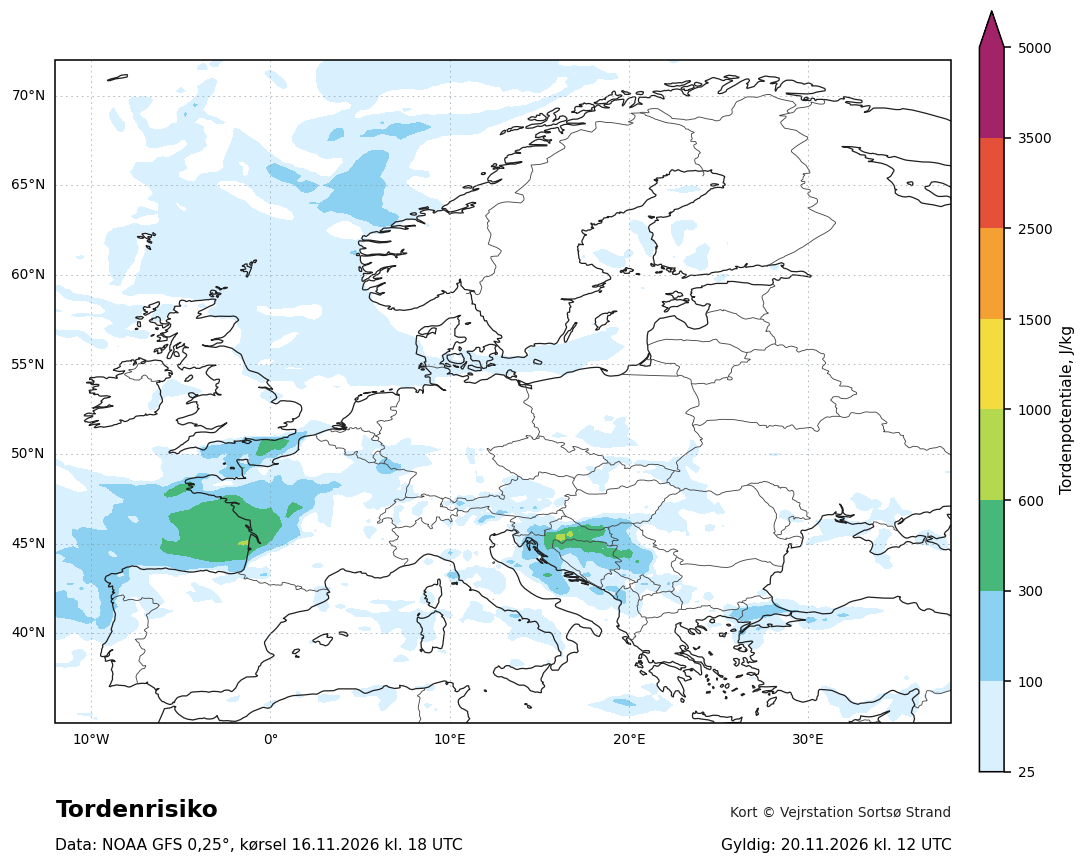 5000
3500
2500
1500
1000
600
300
100
25
Tordenpotentiale, J/kg
70°N
65°N
60°N
55°N
50°N
45°N
40°N
10°W
0°
10°E
20°E
30°E
Tordenrisiko
Kort © Vejrstation Sortsø Strand
Data: NOAA GFS 0,25°, kørsel 16.11.2026 kl. 18 UTC
Gyldig: 20.11.2026 kl. 12 UTC